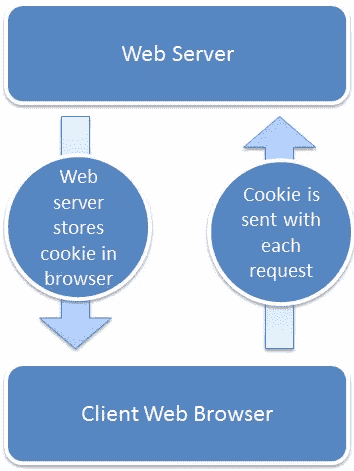 Web Server
Web
server
stores
cookie in
browser
Cookie is
sent with
each
request
Client Web Browser